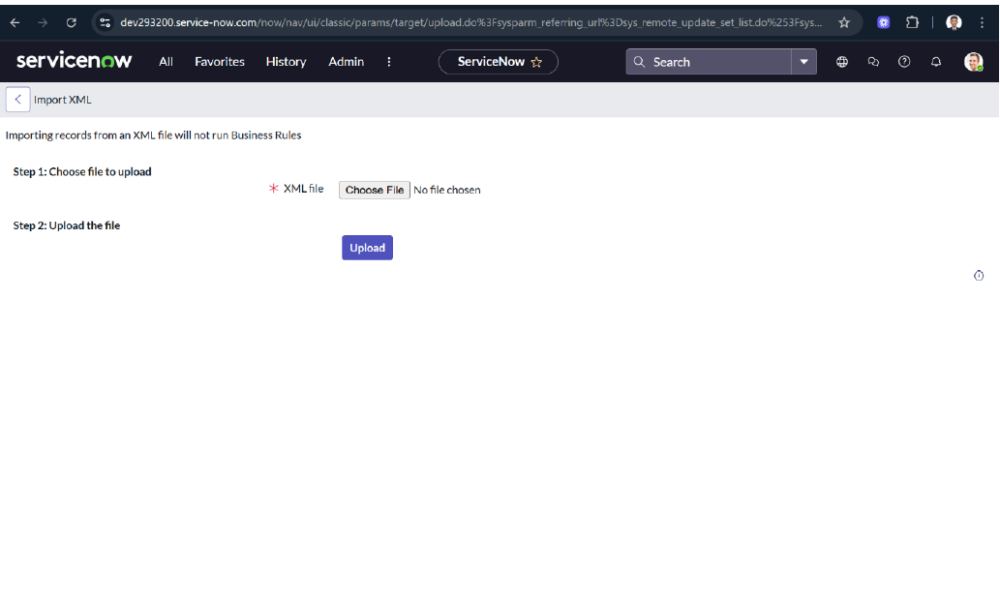 dev293200.service-now.com/now/nav/ui/classic/params/target/upload.do%3Fsysparm_referring_url%3Dsys_remote_update_set_list.do%253Fsys...
servicenow All Favorites History Admin ServiceNow Search
Import XML
Importing records from an XML file will not run Business Rules
Step 1: Choose file to upload
* XML file Choose File No file chosen
Step 2: Upload the file
Upload